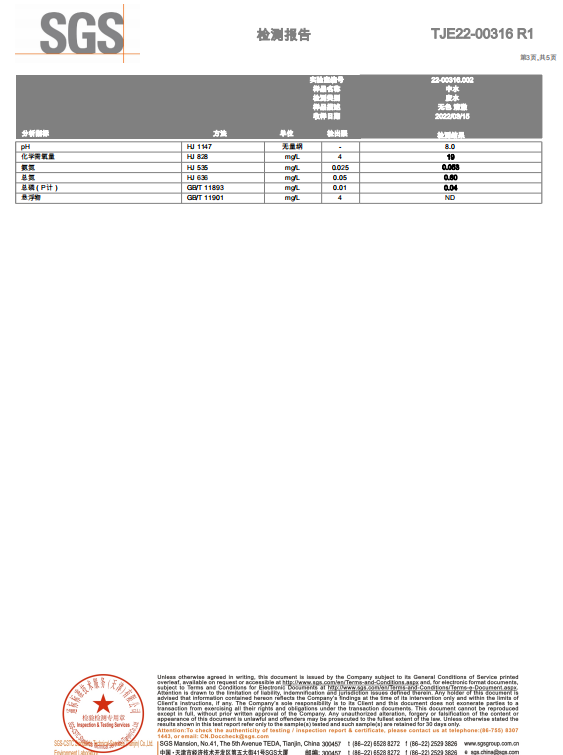 SGS
检测报告
TJE22-00316 R1
第3页,共5页
实验室编号 22-00316.002
样品名称 中水
检测类别 废水
样品描述 无色 液態
收样日期 2022/03/15
分析指标 方法 单位 检出限 检测结果
pH HJ 1147 无量纲 - 8.0
化学需氧量 HJ 828 mg/L 4 19
氨氮 HJ 535 mg/L 0.025 0.053
总氮 HJ 636 mg/L 0.05 0.60
总磷 ( P计 ) GB/T 11893 mg/L 0.01 0.04
悬浮物 GB/T 11901 mg/L 4 ND
检验检测专用章
Inspection & Testing Services
Unless otherwise agreed in writing, this document is issued by the Company subject to its General Conditions of Service printed
overleaf, available on request or accessible at http://www.sgs.com/en/Terms-and-Conditions.aspx and, for electronic format documents,
subject to Terms and Conditions for Electronic Documents at http://www.sgs.com/en/Terms-and-Conditions/Terms-e-Document.aspx.
Attention is drawn to the limitation of liability, indemnification and jurisdiction issues defined therein. Any holder of this document is
advised that information contained hereon reflects the Company's findings at the time of its intervention only and within the limits of
Client's instructions, if any. The Company's sole responsibility is to its Client and this document does not exonerate parties to a
transaction from exercising all their rights and obligations under the transaction documents. This document cannot be reproduced
except in full, without prior written approval of the Company. Any unauthorized alteration, forgery or falsification of the content or
appearance of this document is unlawful and offenders may be prosecuted to the fullest extent of the law. Unless otherwise stated the
results shown in this test report refer only to the sample(s) tested and such sample(s) are retained for 30 days only.
Attention:To check the authenticity of testing / inspection report & certificate, please contact us at telephone:(86-755) 8307
1443, or email: CN.Doccheck@sgs.com
SGS Mansion, No.41, The 5th Avenue TEDA, Tianjin, China 300457 t (86–22) 6528 8272 f (86–22) 2529 3826 www.sgsgroup.com.cn
中国・天津市经济技术开发区第五大街41号SGS大厦 邮编: 300457 t (86–22) 6528 8272 f (86–22) 2529 3826 e sgs.china@sgs.com